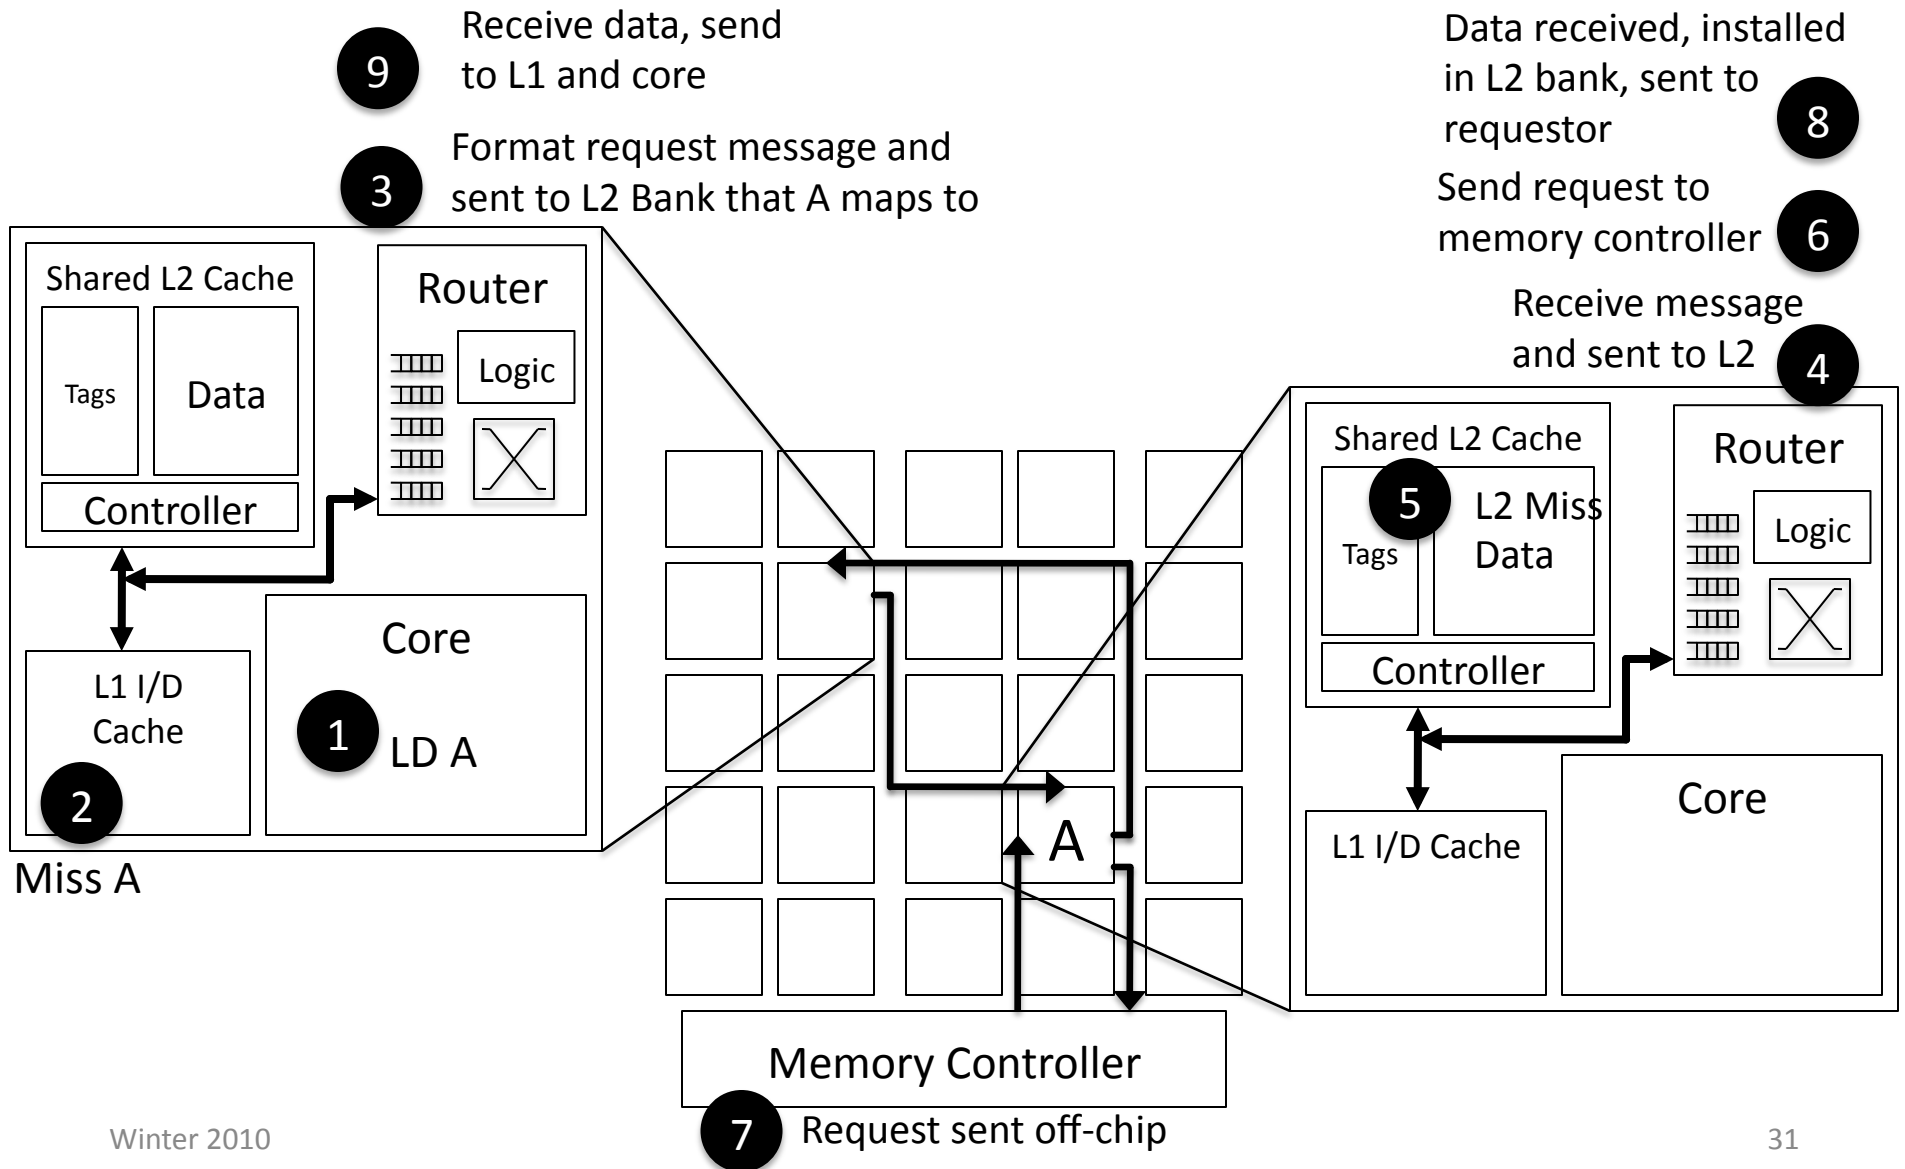 9
Receive data, send
to L1 and core
3
Format request message and
sent to L2 Bank that A maps to
Data received, installed
in L2 bank, sent to
requestor
8
Send request to
memory controller
6
Receive message
and sent to L2
4
Shared L2 Cache
Tags
Data
Controller
Router
Logic
L1 I/D
Cache
2
Miss A
Core
1
LD A
A
Shared L2 Cache
5
L2 Miss
Tags
Data
Controller
Router
Logic
L1 I/D Cache
Core
Memory Controller
7
Request sent off-chip
Winter 2010
31